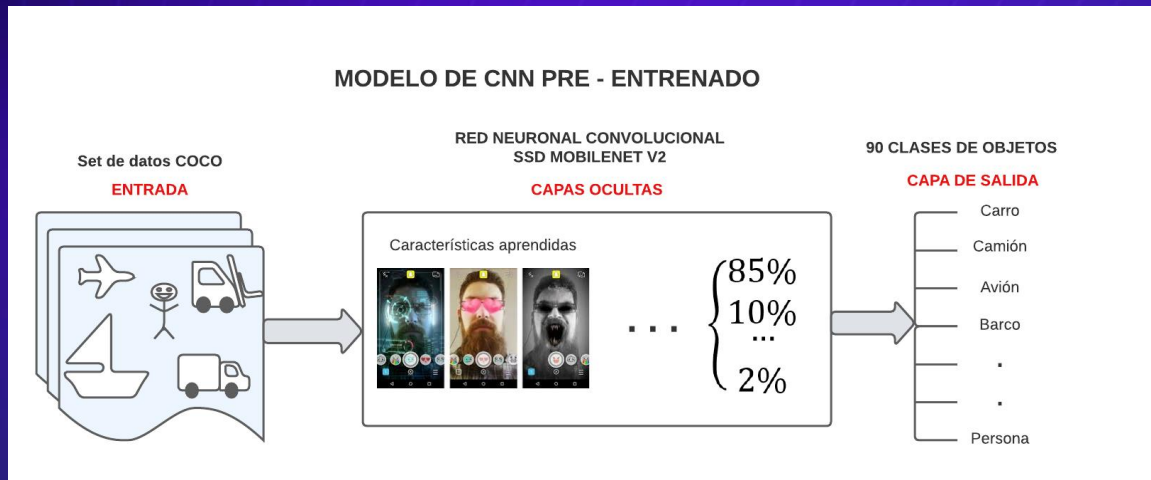 MODELO DE CNN PRE - ENTRENADO
Set de datos COCO
ENTRADA
RED NEURONAL CONVOLUCIONAL
SSD MOBILENET V2
CAPAS OCULTAS
90 CLASES DE OBJETOS
CAPA DE SALIDA
Características aprendidas
...
85%
10%
...
2%
Carro
Camión
Avión
Barco
.
.
Persona